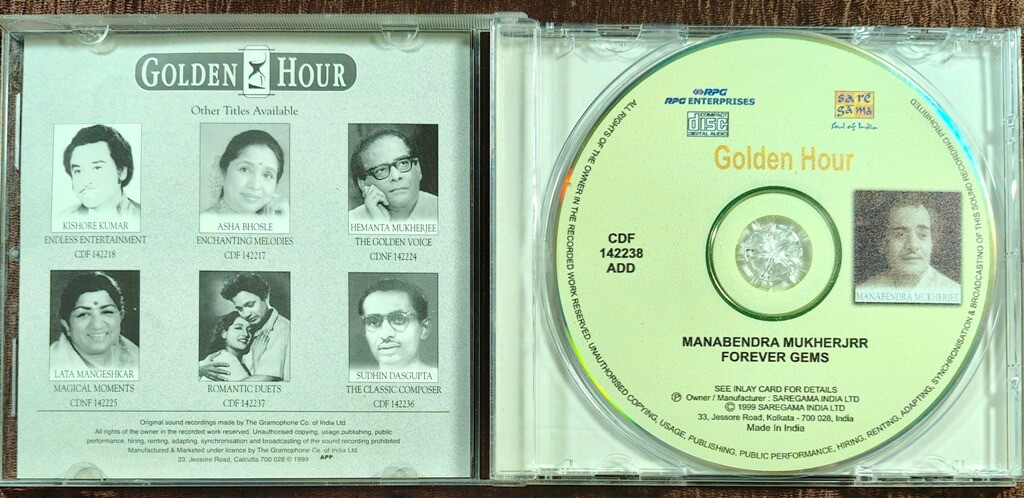 GOLDEN HOUR
Other Titles Available
KISHORE KUMAR
ENDLESS ENTERTAINMENT
CDF 142218
ASHA BHOSLE
ENCHANTING MELODIES
CDF 142217
HEMANTA MUKHERJEE
THE GOLDEN VOICE
CDNF 142224
LATA MANGESHKAR
MAGICAL MOMENTS
CDNF 142225
ROMANTIC DUETS
CDF 142237
SUDHIN DASGUPTA
THE CLASSIC COMPOSER
CDF 142236
Original sound recordings made by The Gramophone Co. of India Ltd.
All rights of the owner in the recorded work reserved. Unauthorised copying, usage publishing, public
performance, hiring, renting, adapting, synchronisation and broadcasting of the sound recording prohibited
Manufactured & Marketed under licence by The Gramophone Co. of India Ltd.
33, Jessore Road, Calcutta 700 028 © 1999 APP
RPG
RPG ENTERPRISES
COMPACT
disc
DIGITAL AUDIO
sa re
ga ma
Soul of India
Golden Hour
CDF
142238
ADD
MANABENDRA MUKHERJEE
MANABENDRA MUKHERJRR
FOREVER GEMS
SEE INLAY CARD FOR DETAILS
Ⓟ Owner / Manufacturer : SAREGAMA INDIA LTD
© 1999 SAREGAMA INDIA LTD
33, Jessore Road, Kolkata - 700 028, India
Made In India
ALL RIGHTS OF THE OWNER IN THE RECORDED WORK RESERVED. UNAUTHORISED COPYING, USAGE, PUBLISHING, PUBLIC PERFORMANCE, HIRING, RENTING, ADAPTING, SYNCHRONISATION & BROADCASTING OF THIS SOUND RECORDING PROHIBITED